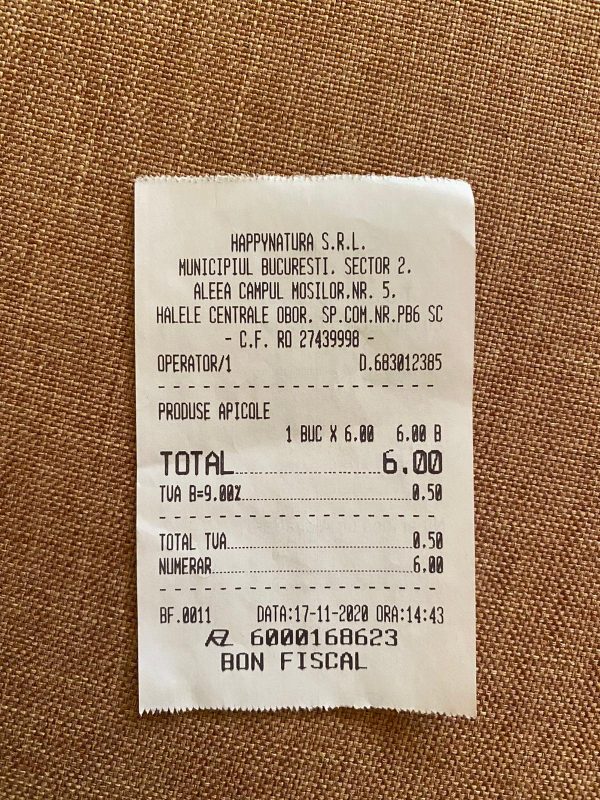 HAPPYNATURA S.R.L.
MUNICIPIUL BUCURESTI. SECTOR 2.
ALEEA CAMPUL MOSILOR.NR. 5.
HALELE CENTRALE OBOR. SP.COM.NR.PB6 SC
- C.F. RO 27439998 -
OPERATOR/1 D.683012385
PRODUSE APICOLE
1 BUC X 6.00 6.00 B
TOTAL 6.00
TVA B=9.00% 0.50
TOTAL TVA 0.50
NUMERAR 6.00
BF.0011 DATA:17-11-2020 ORA:14:43
6000168623
BON FISCAL